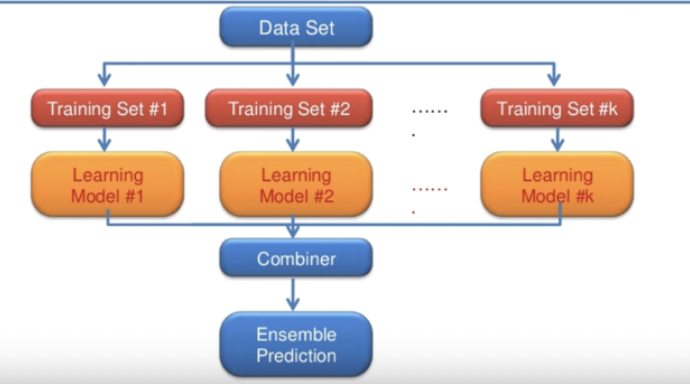 Data Set
Training Set #1
Training Set #2
......
.
Training Set #k
Learning
Model #1
Learning
Model #2
......
.
Learning
Model #k
Combiner
Ensemble
Prediction